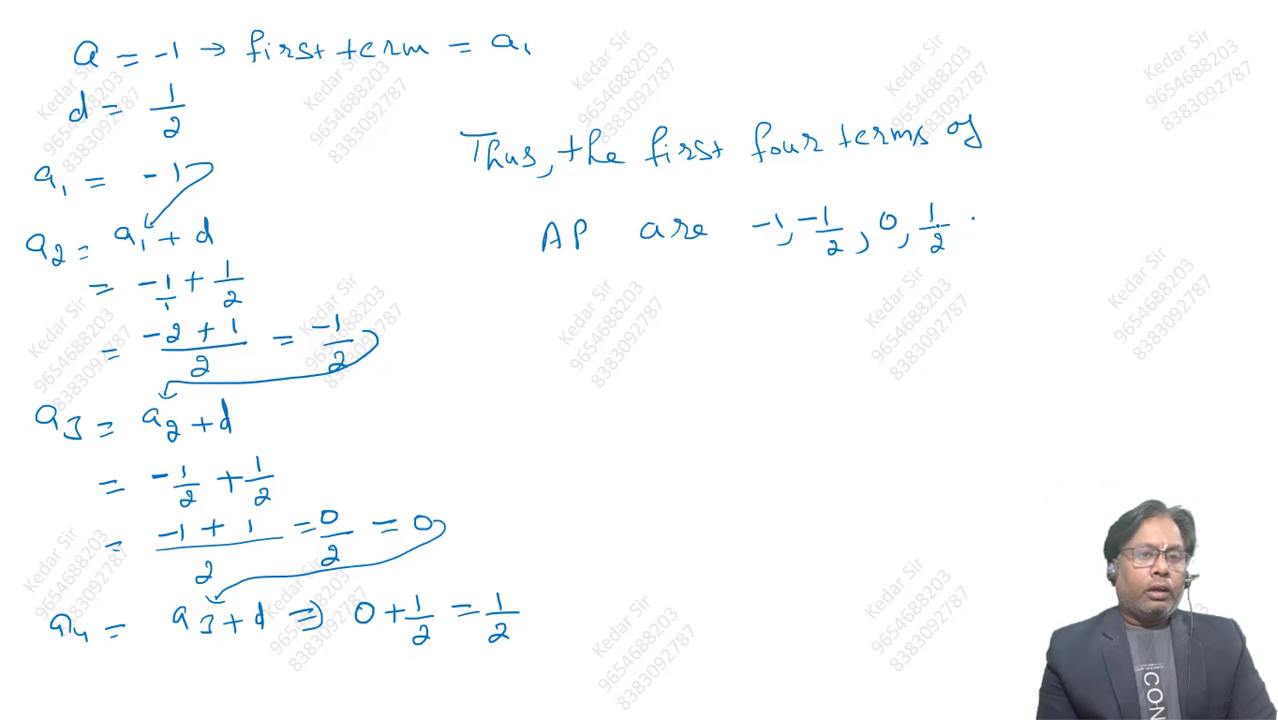 a = -1 → first term = a₁
d = 1/2
a₁ = -1
a₂ = a₁ + d
= -1/1 + 1/2
= (-2 + 1)/2 = -1/2
a₃ = a₂ + d
= -1/2 + 1/2
= (-1 + 1)/2 = 0/2 = 0
a₄ = a₃ + d ⇒ 0 + 1/2 = 1/2
Thus, the first four terms of
AP are -1, -1/2, 0, 1/2 .
Kedar Sir
9654688203
8383092787
ICON